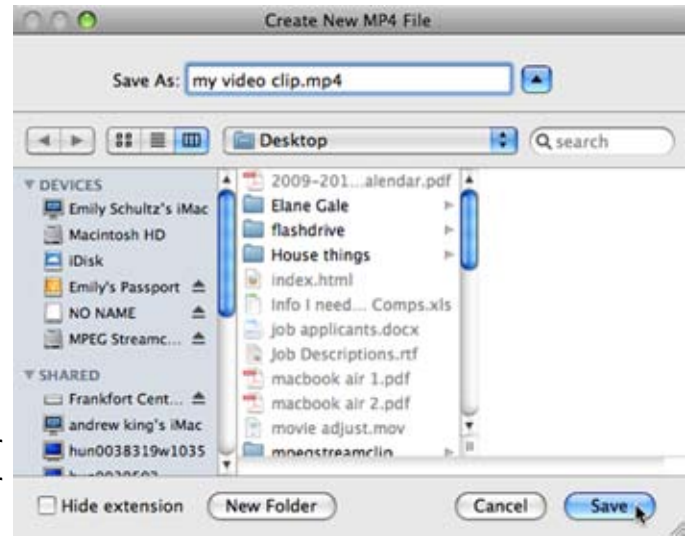 Create New MP4 File
Save As: my video clip.mp4
Desktop
search
DEVICES
Emily Schultz's iMac
Macintosh HD
iDisk
Emily's Passport
NO NAME
MPEG Streamc...
SHARED
Frankfort Cent...
andrew king's iMac
hun0038319w1035
2009-201...alendar.pdf
Elane Gale
flashdrive
House things
index.html
Info I need... Comps.xls
job applicants.docx
Job Descriptions.rtf
macbook air 1.pdf
macbook air 2.pdf
movie adjust.mov
mpegstreamclip
Hide extension
New Folder
Cancel
Save